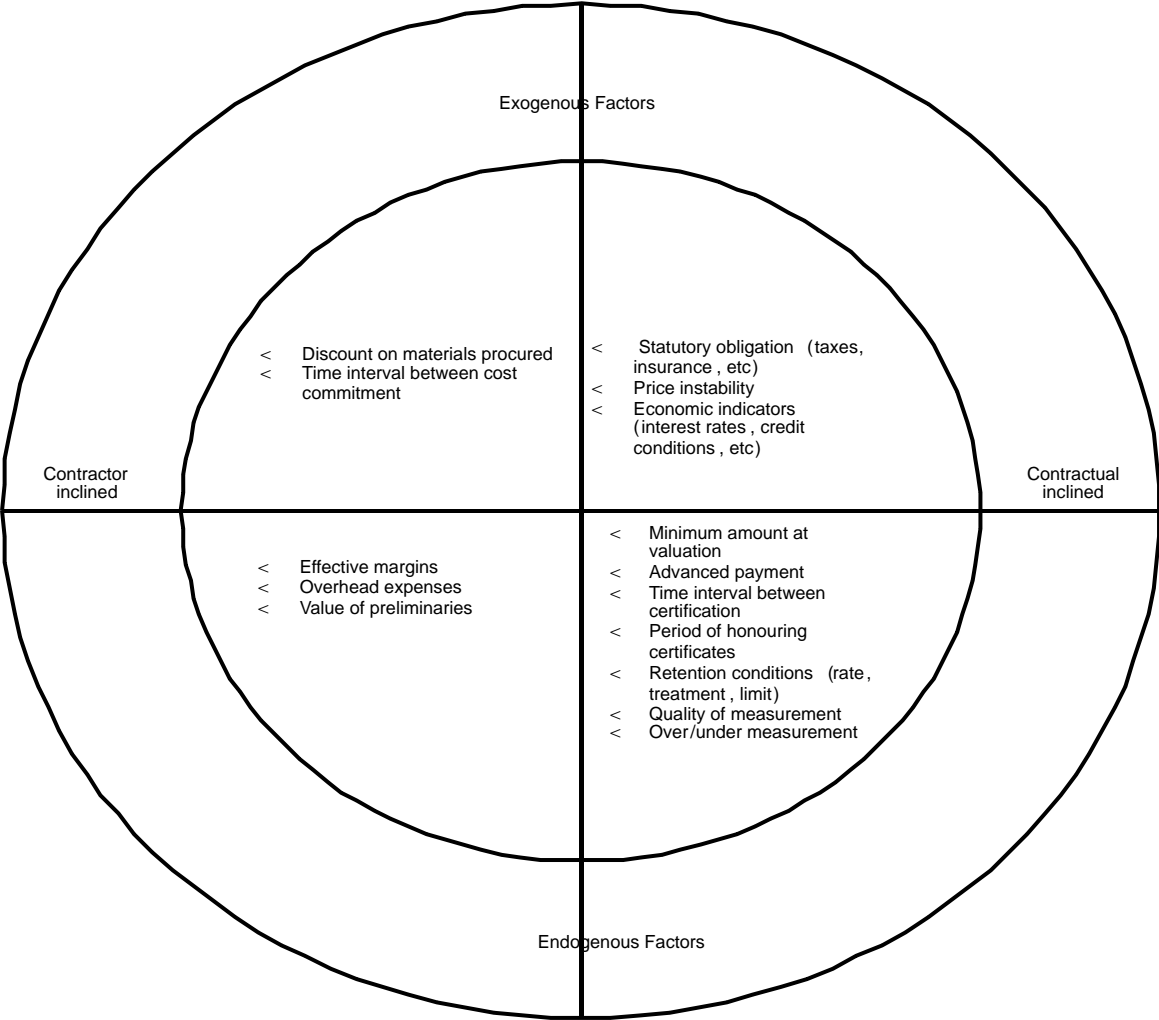 Exogenous Factors
< Discount on materials procured
< Time interval between cost
commitment
< Statutory obligation (taxes,
insurance , etc)
< Price instability
< Economic indicators
(interest rates , credit
conditions , etc)
Contractor
inclined
Contractual
inclined
< Effective margins
< Overhead expenses
< Value of preliminaries
< Minimum amount at
valuation
< Advanced payment
< Time interval between
certification
< Period of honouring
certificates
< Retention conditions (rate ,
treatment , limit)
< Quality of measurement
< Over/under measurement
Endogenous Factors